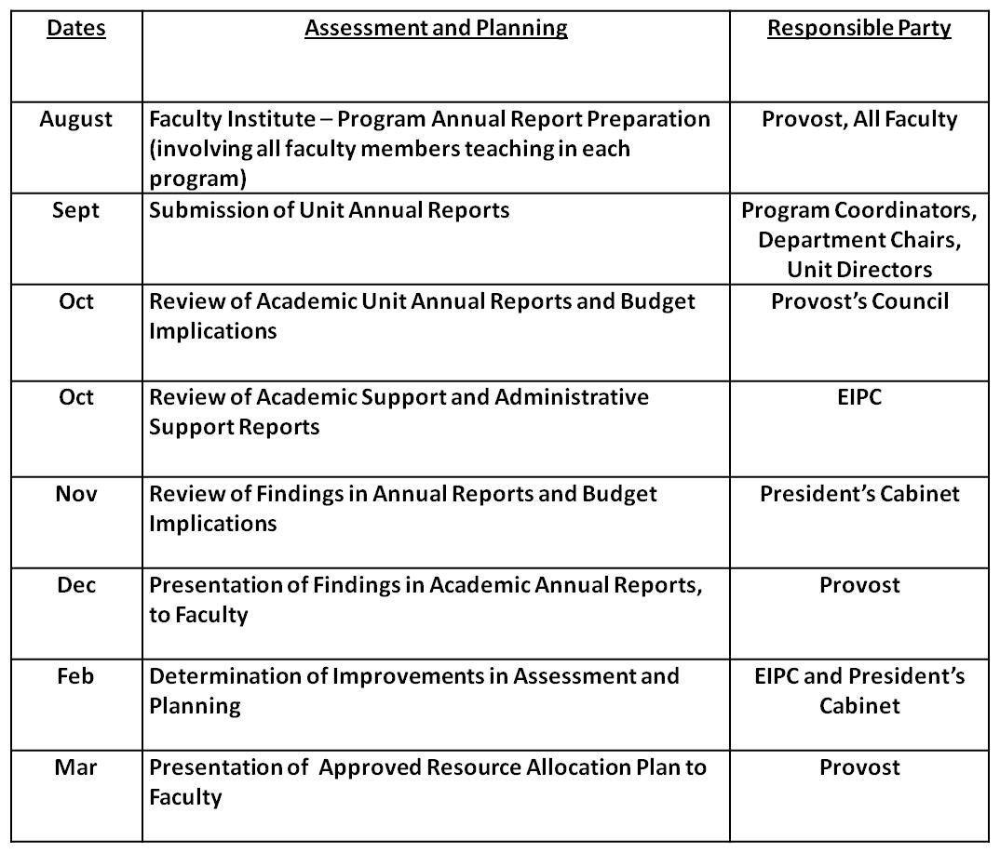 Dates Assessment and Planning Responsible Party
August Faculty Institute – Program Annual Report Preparation Provost, All Faculty
(involving all faculty members teaching in each
program)
Sept Submission of Unit Annual Reports Program Coordinators,
Department Chairs,
Unit Directors
Oct Review of Academic Unit Annual Reports and Budget Provost’s Council
Implications
Oct Review of Academic Support and Administrative EIPC
Support Reports
Nov Review of Findings in Annual Reports and Budget President’s Cabinet
Implications
Dec Presentation of Findings in Academic Annual Reports, Provost
to Faculty
Feb Determination of Improvements in Assessment and EIPC and President’s
Planning Cabinet
Mar Presentation of Approved Resource Allocation Plan to Provost
Faculty